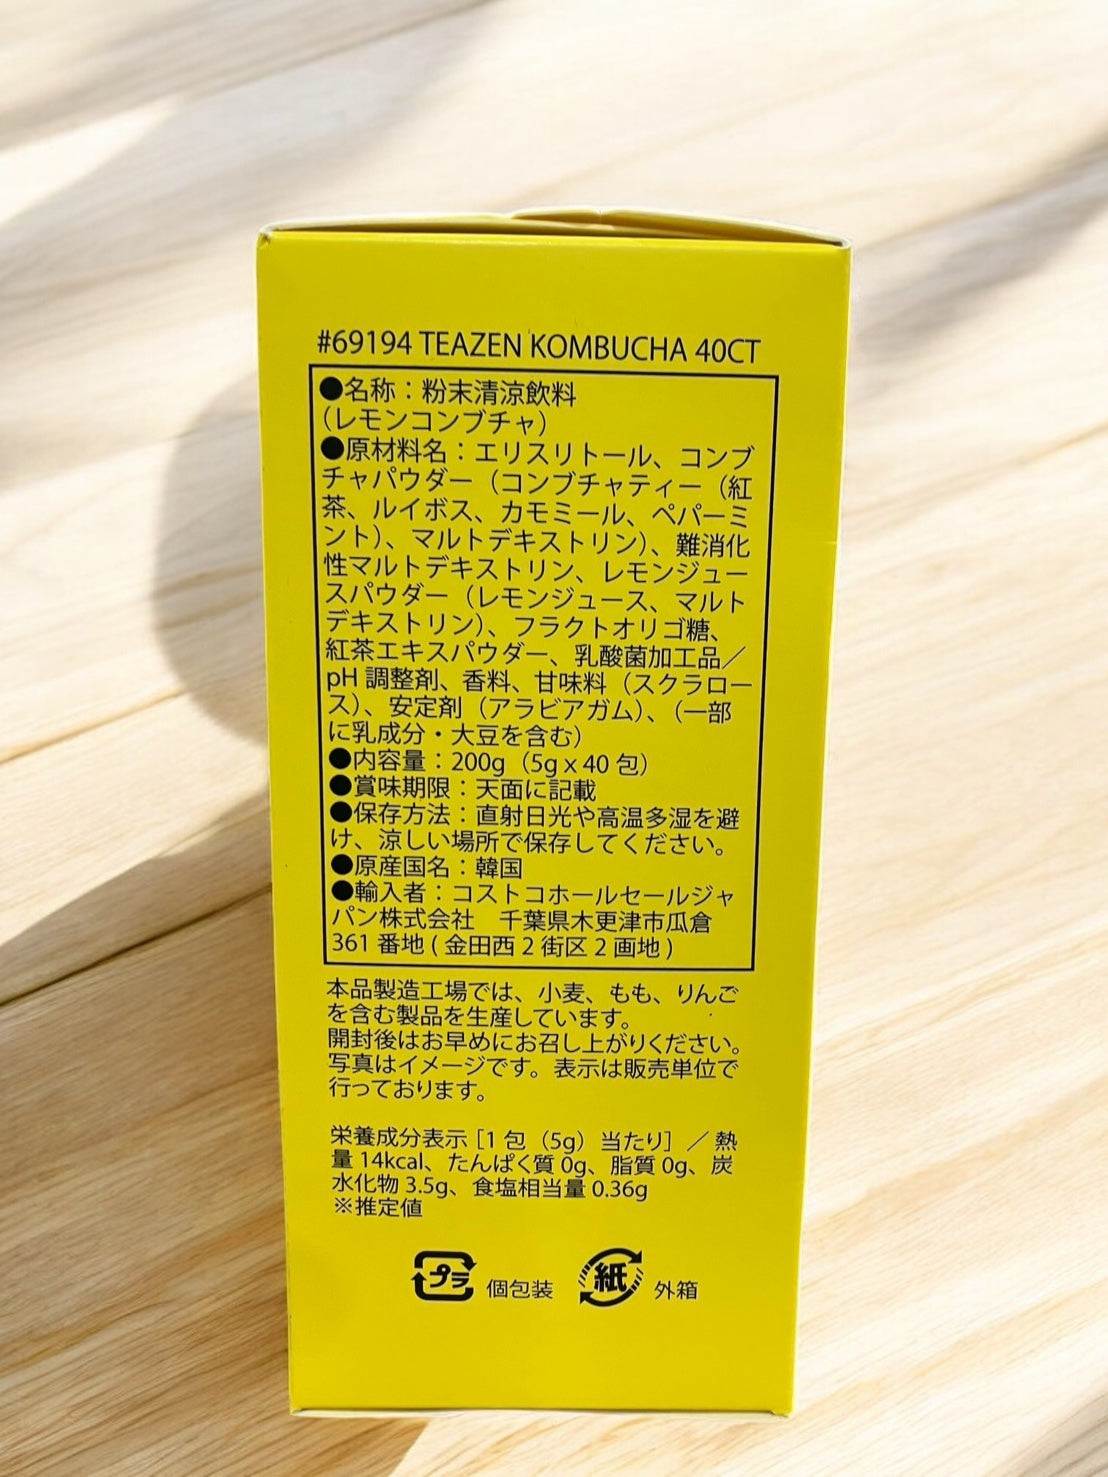 #69194 TEAZEN KOMBUCHA 40CT
●名称：粉末清涼飲料
（レモンコンブチャ）
●原材料名：エリスリトール、コンブ
チャパウダー（コンブチャティー（紅
茶、ルイボス、カモミール、ペパーミ
ント）、マルトデキストリン）、難消化
性マルトデキストリン、レモンジュー
スパウダー（レモンジュース、マルト
デキストリン）、フラクトオリゴ糖、
紅茶エキスパウダー、乳酸菌加工品／
pH 調整剤、香料、甘味料（スクラロー
ス）、安定剤（アラビアガム）、（一部
に乳成分・大豆を含む）
●内容量：200g（5g x 40 包）
●賞味期限：天面に記載
●保存方法：直射日光や高温多湿を避
け、涼しい場所で保存してください。
●原産国名：韓国
●輸入者：コストコホールセールジャ
パン株式会社　千葉県木更津市瓜倉
361 番地 ( 金田西 2 街区 2 画地 )
本品製造工場では、小麦、もも、りんご
を含む製品を生産しています。
開封後はお早めにお召し上がりください。
写真はイメージです。表示は販売単位で
行っております。
栄養成分表示［1 包（5g）当たり］／熱
量 14kcal、たんぱく質 0g、脂質 0g、炭
水化物 3.5g、食塩相当量 0.36g
※推定値
プラ 個包装 紙 外箱